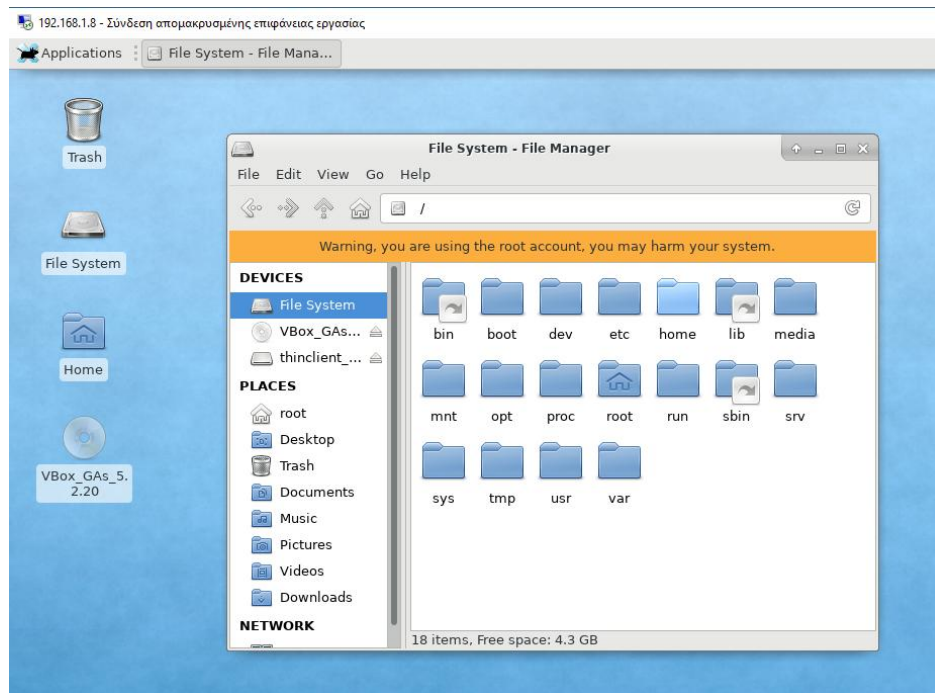 192.168.1.8 - Σύνδεση απομακρυσμένης επιφάνειας εργασίας
Applications
File System - File Mana...
Trash
File System
Home
VBox_GAs_5.
2.20
File System - File Manager
File Edit View Go Help
/
Warning, you are using the root account, you may harm your system.
DEVICES
File System
VBox_GAs...
thinclient_...
PLACES
root
Desktop
Trash
Documents
Music
Pictures
Videos
Downloads
NETWORK
bin boot dev etc home lib media
mnt opt proc root run sbin srv
sys tmp usr var
18 items, Free space: 4.3 GB